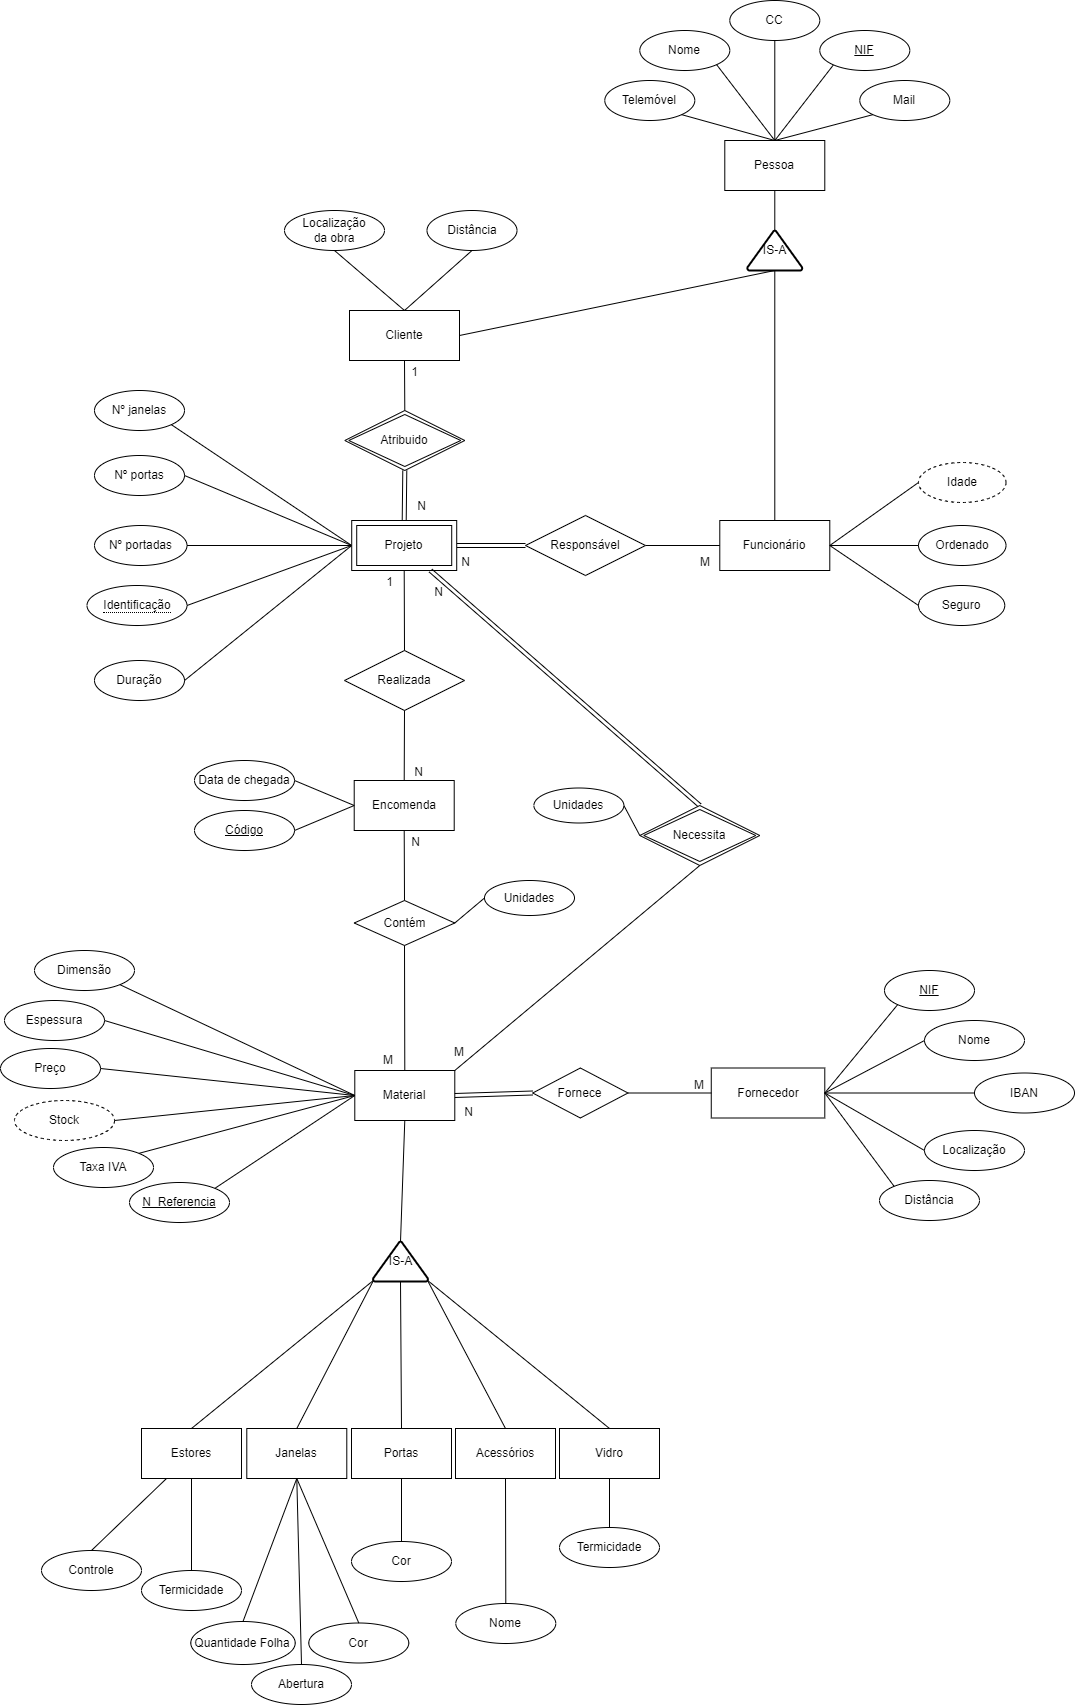 CC
Nome
NIF
Telemóvel
Mail
Pessoa
IS-A
Localização
da obra
Distância
Cliente
1
Nº janelas
Atribuido
Nº portas
Idade
N
Nº portadas
Projeto
Responsável
Funcionário
Ordenado
N
M
1
N
Identificação
Seguro
Duração
Realizada
N
Data de chegada
Encomenda
Unidades
Código
N
Necessita
Unidades
Contém
Dimensão
NIF
Espessura
Nome
M
M
Preço
Material
N
Fornece
M
Fornecedor
IBAN
Stock
Localização
Taxa IVA
N_Referencia
Distância
IS-A
Estores
Janelas
Portas
Acessórios
Vidro
Controle
Termicidade
Cor
Termicidade
Quantidade Folha
Cor
Nome
Abertura